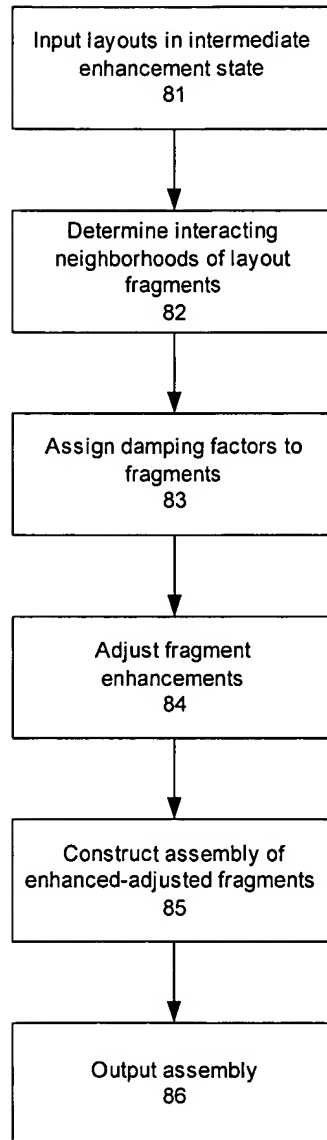 Input layouts in intermediate
enhancement state
81
Determine interacting
neighborhoods of layout
fragments
82
Assign damping factors to
fragments
83
Adjust fragment
enhancements
84
Construct assembly of
enhanced-adjusted fragments
85
Output assembly
86